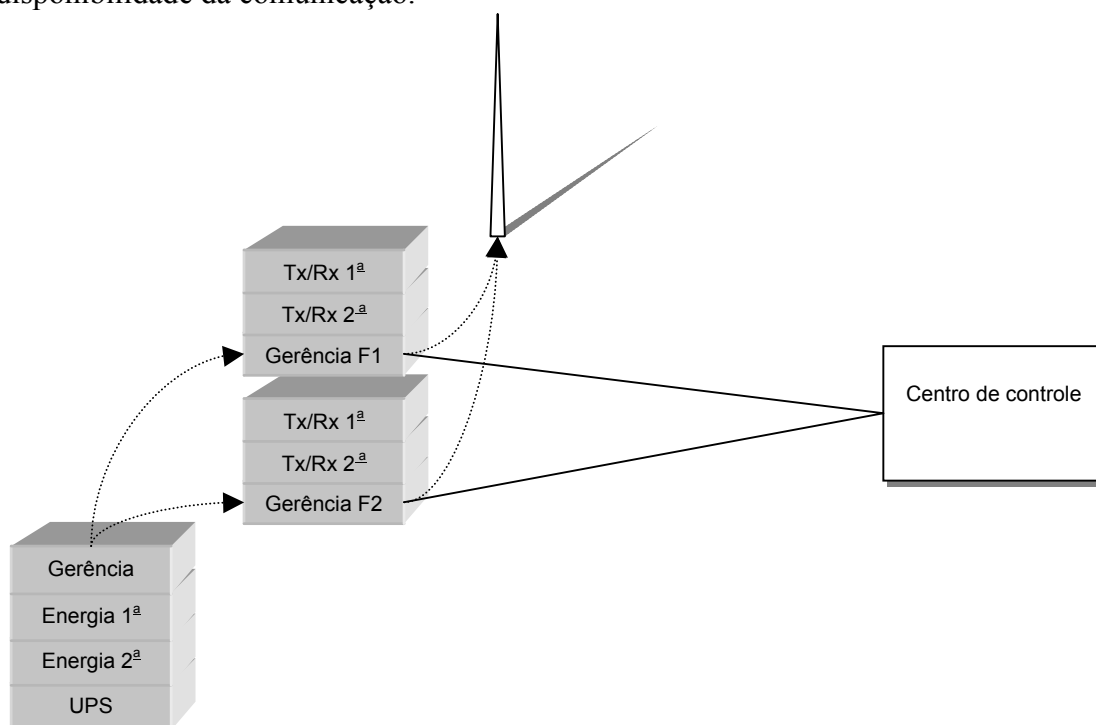 disponibilidade da comunicação.
Tx/Rx 1ª
Tx/Rx 2ª
Gerência F1
Tx/Rx 1ª
Tx/Rx 2ª
Gerência F2
Centro de controle
Gerência
Energia 1ª
Energia 2ª
UPS